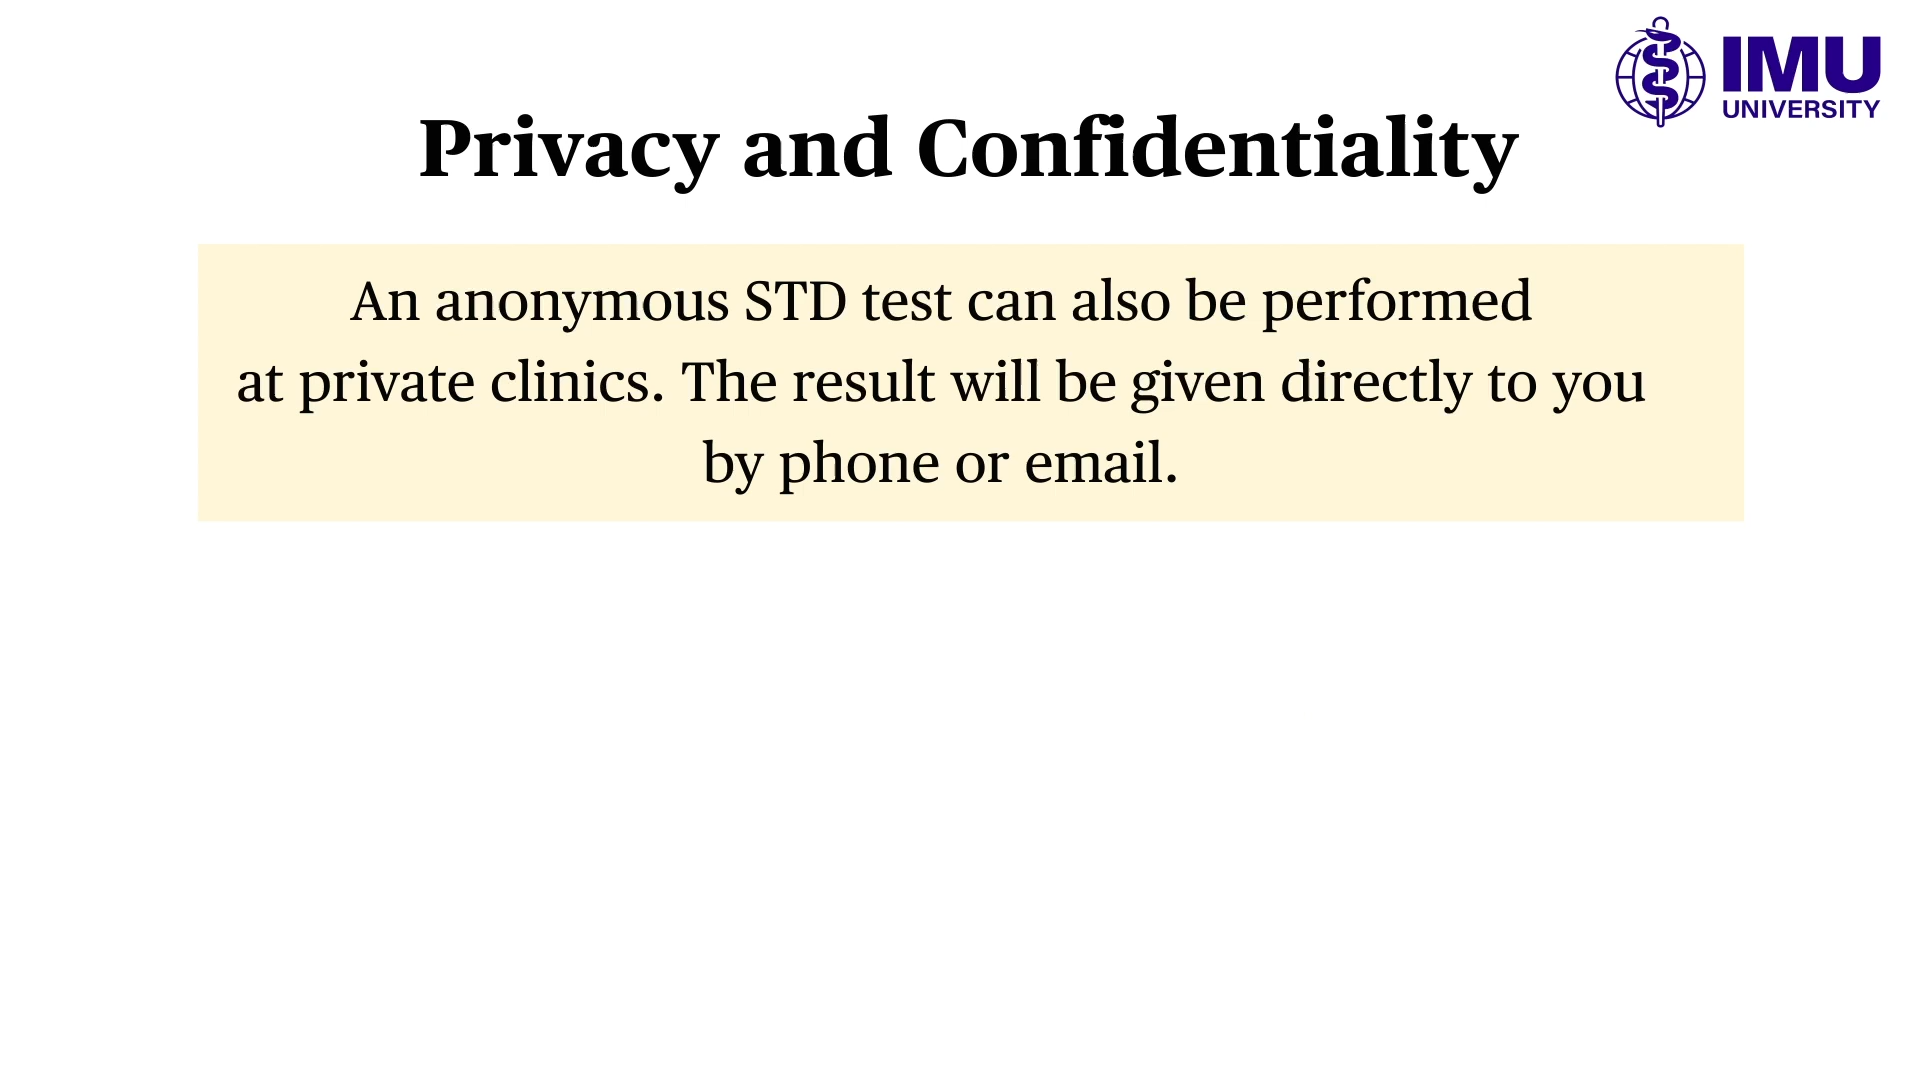 IMU
UNIVERSITY
Privacy and Confidentiality
An anonymous STD test can also be performed
at private clinics. The result will be given directly to you
by phone or email.